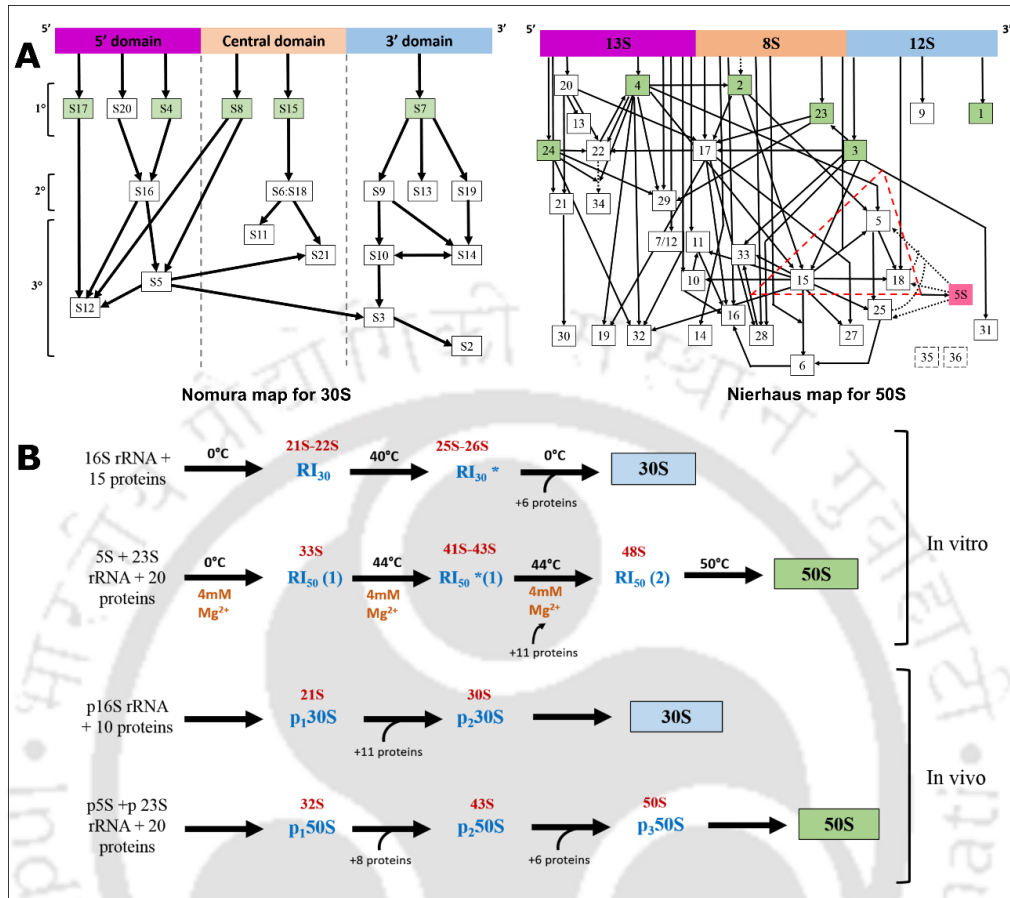 A
5’ 3’
5’ domain Central domain 3’ domain
1°
S17 S20 S4 S8 S15 S7
2°
S16 S6:S18 S9 S13 S19
3°
S11 S21 S10 S14
S5
S12 S3
S2
Nomura map for 30S
5’ 3’
13S 8S 12S
20 4 2 23 9 1
13
24 22 17 3
21 34 29 5
7/12 11 33
10 15 18 5S
16 25
30 19 32 14 28 27 31
6 35 36
Nierhaus map for 50S
B
16S rRNA +
15 proteins
0°C
21S-22S
RI30
40°C
25S-26S
RI30 *
0°C
+6 proteins
30S
5S + 23S
rRNA + 20
proteins
0°C
4mM
Mg2+
33S
RI50 (1)
44°C
4mM
Mg2+
41S-43S
RI50 *(1)
44°C
4mM
Mg2+
+11 proteins
48S
RI50 (2)
50°C
50S
In vitro
p16S rRNA
+ 10 proteins
21S
p130S
+11 proteins
30S
p230S
30S
p5S +p 23S
rRNA + 20
proteins
32S
p150S
+8 proteins
43S
p250S
+6 proteins
50S
p350S
50S
In vivo